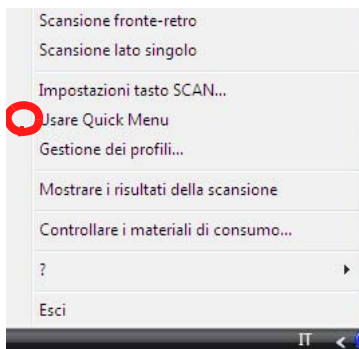 Scansione fronte-retro
Scansione lato singolo
Impostazioni tasto SCAN...
Usare Quick Menu
Gestione dei profili...
Mostrare i risultati della scansione
Controllare i materiali di consumo...
?
Esci
IT <